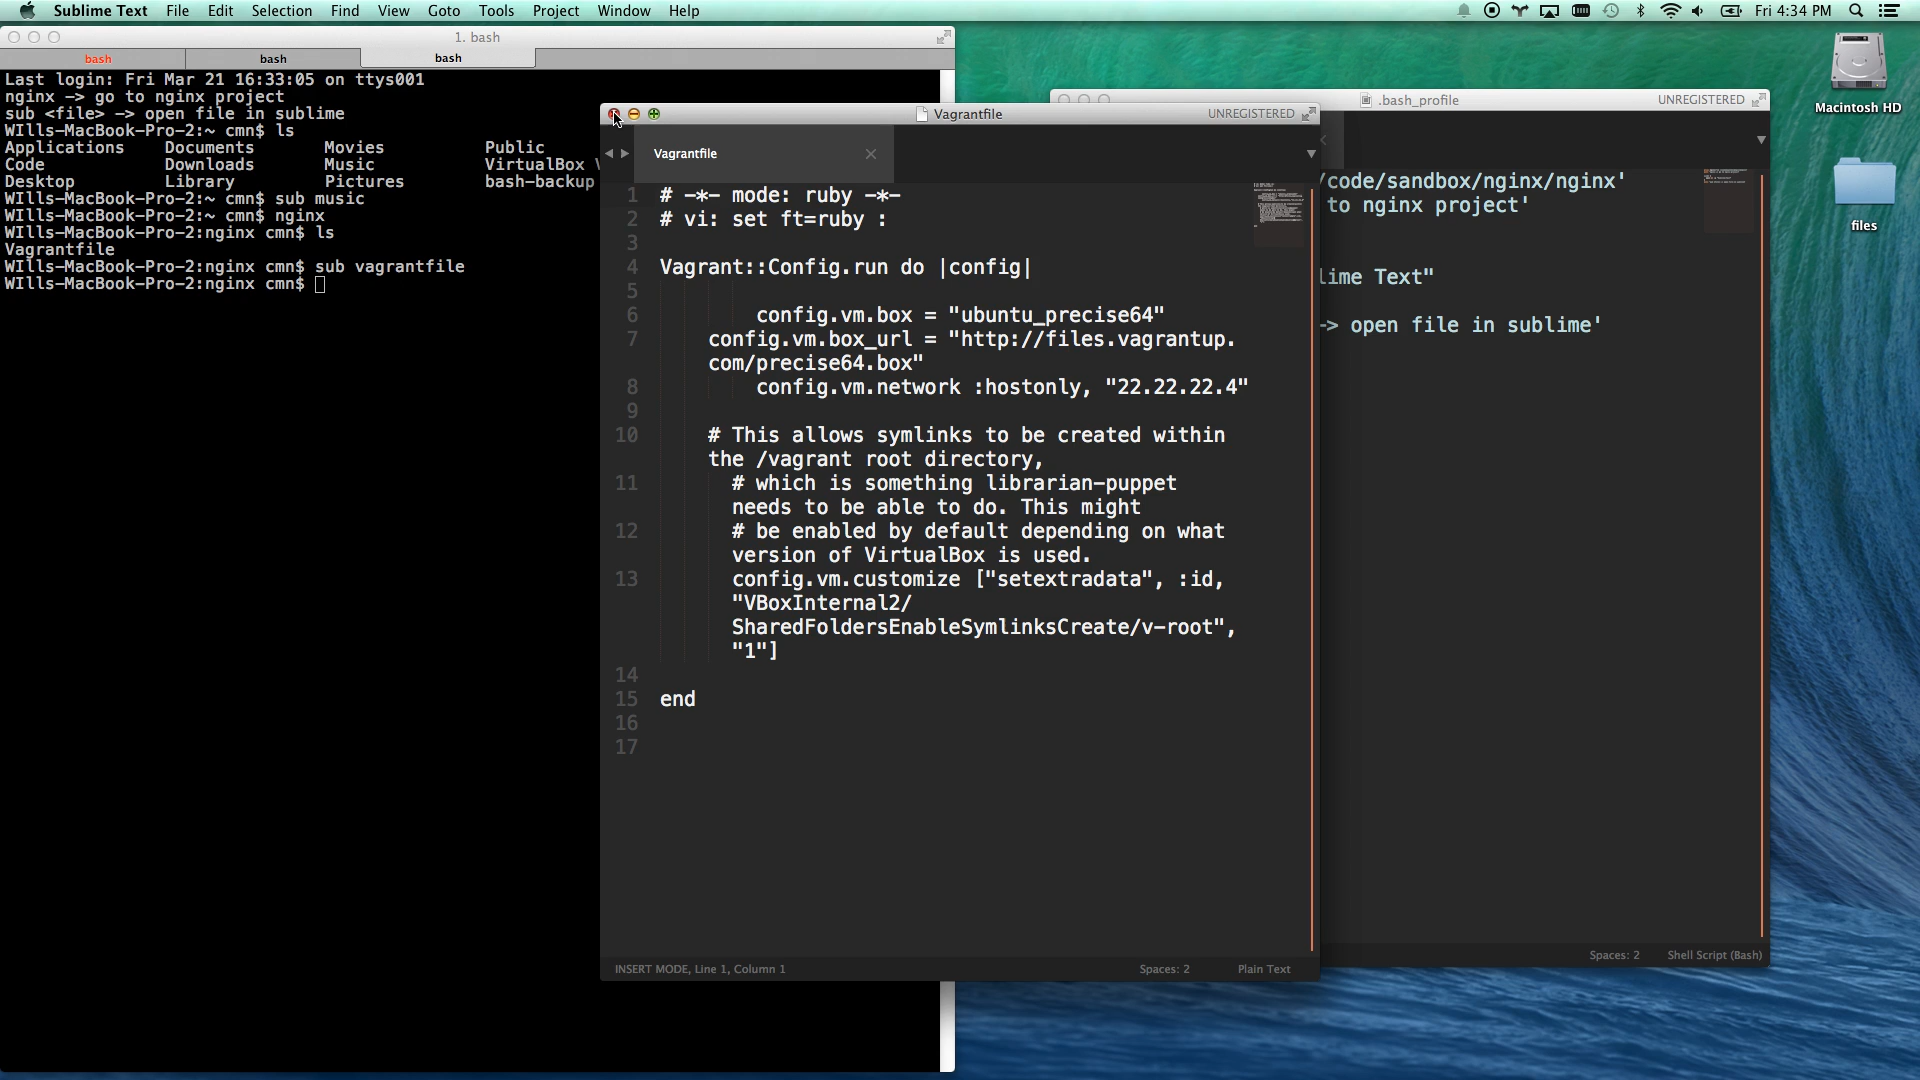 Sublime Text File Edit Selection Find View Goto Tools Project Window Help Fri 4:34 PM
1. bash
bash bash bash
Last login: Fri Mar 21 16:33:05 on ttys001
nginx -> go to nginx project
sub <file> -> open file in sublime
WIlls-MacBook-Pro-2:~ cmn$ ls
Applications Documents Movies Public
Code Downloads Music VirtualBox
Desktop Library Pictures bash-backup
WIlls-MacBook-Pro-2:~ cmn$ sub music
WIlls-MacBook-Pro-2:~ cmn$ nginx
WIlls-MacBook-Pro-2:nginx cmn$ ls
Vagrantfile
WIlls-MacBook-Pro-2:nginx cmn$ sub vagrantfile
WIlls-MacBook-Pro-2:nginx cmn$
Vagrantfile UNREGISTERED
Vagrantfile
1 # -*- mode: ruby -*-
2 # vi: set ft=ruby :
3
4 Vagrant::Config.run do |config|
5
6 config.vm.box = "ubuntu_precise64"
7 config.vm.box_url = "http://files.vagrantup.
com/precise64.box"
8 config.vm.network :hostonly, "22.22.22.4"
9
10 # This allows symlinks to be created within
the /vagrant root directory,
11 # which is something librarian-puppet
needs to be able to do. This might
12 # be enabled by default depending on what
version of VirtualBox is used.
13 config.vm.customize ["setextradata", :id,
"VBoxInternal2/
SharedFoldersEnableSymlinksCreate/v-root",
"1"]
14
15 end
16
17
INSERT MODE, Line 1, Column 1 Spaces: 2 Plain Text
.bash_profile UNREGISTERED
/code/sandbox/nginx/nginx'
to nginx project'
lime Text"
-> open file in sublime'
Spaces: 2 Shell Script (Bash)
Macintosh HD
files